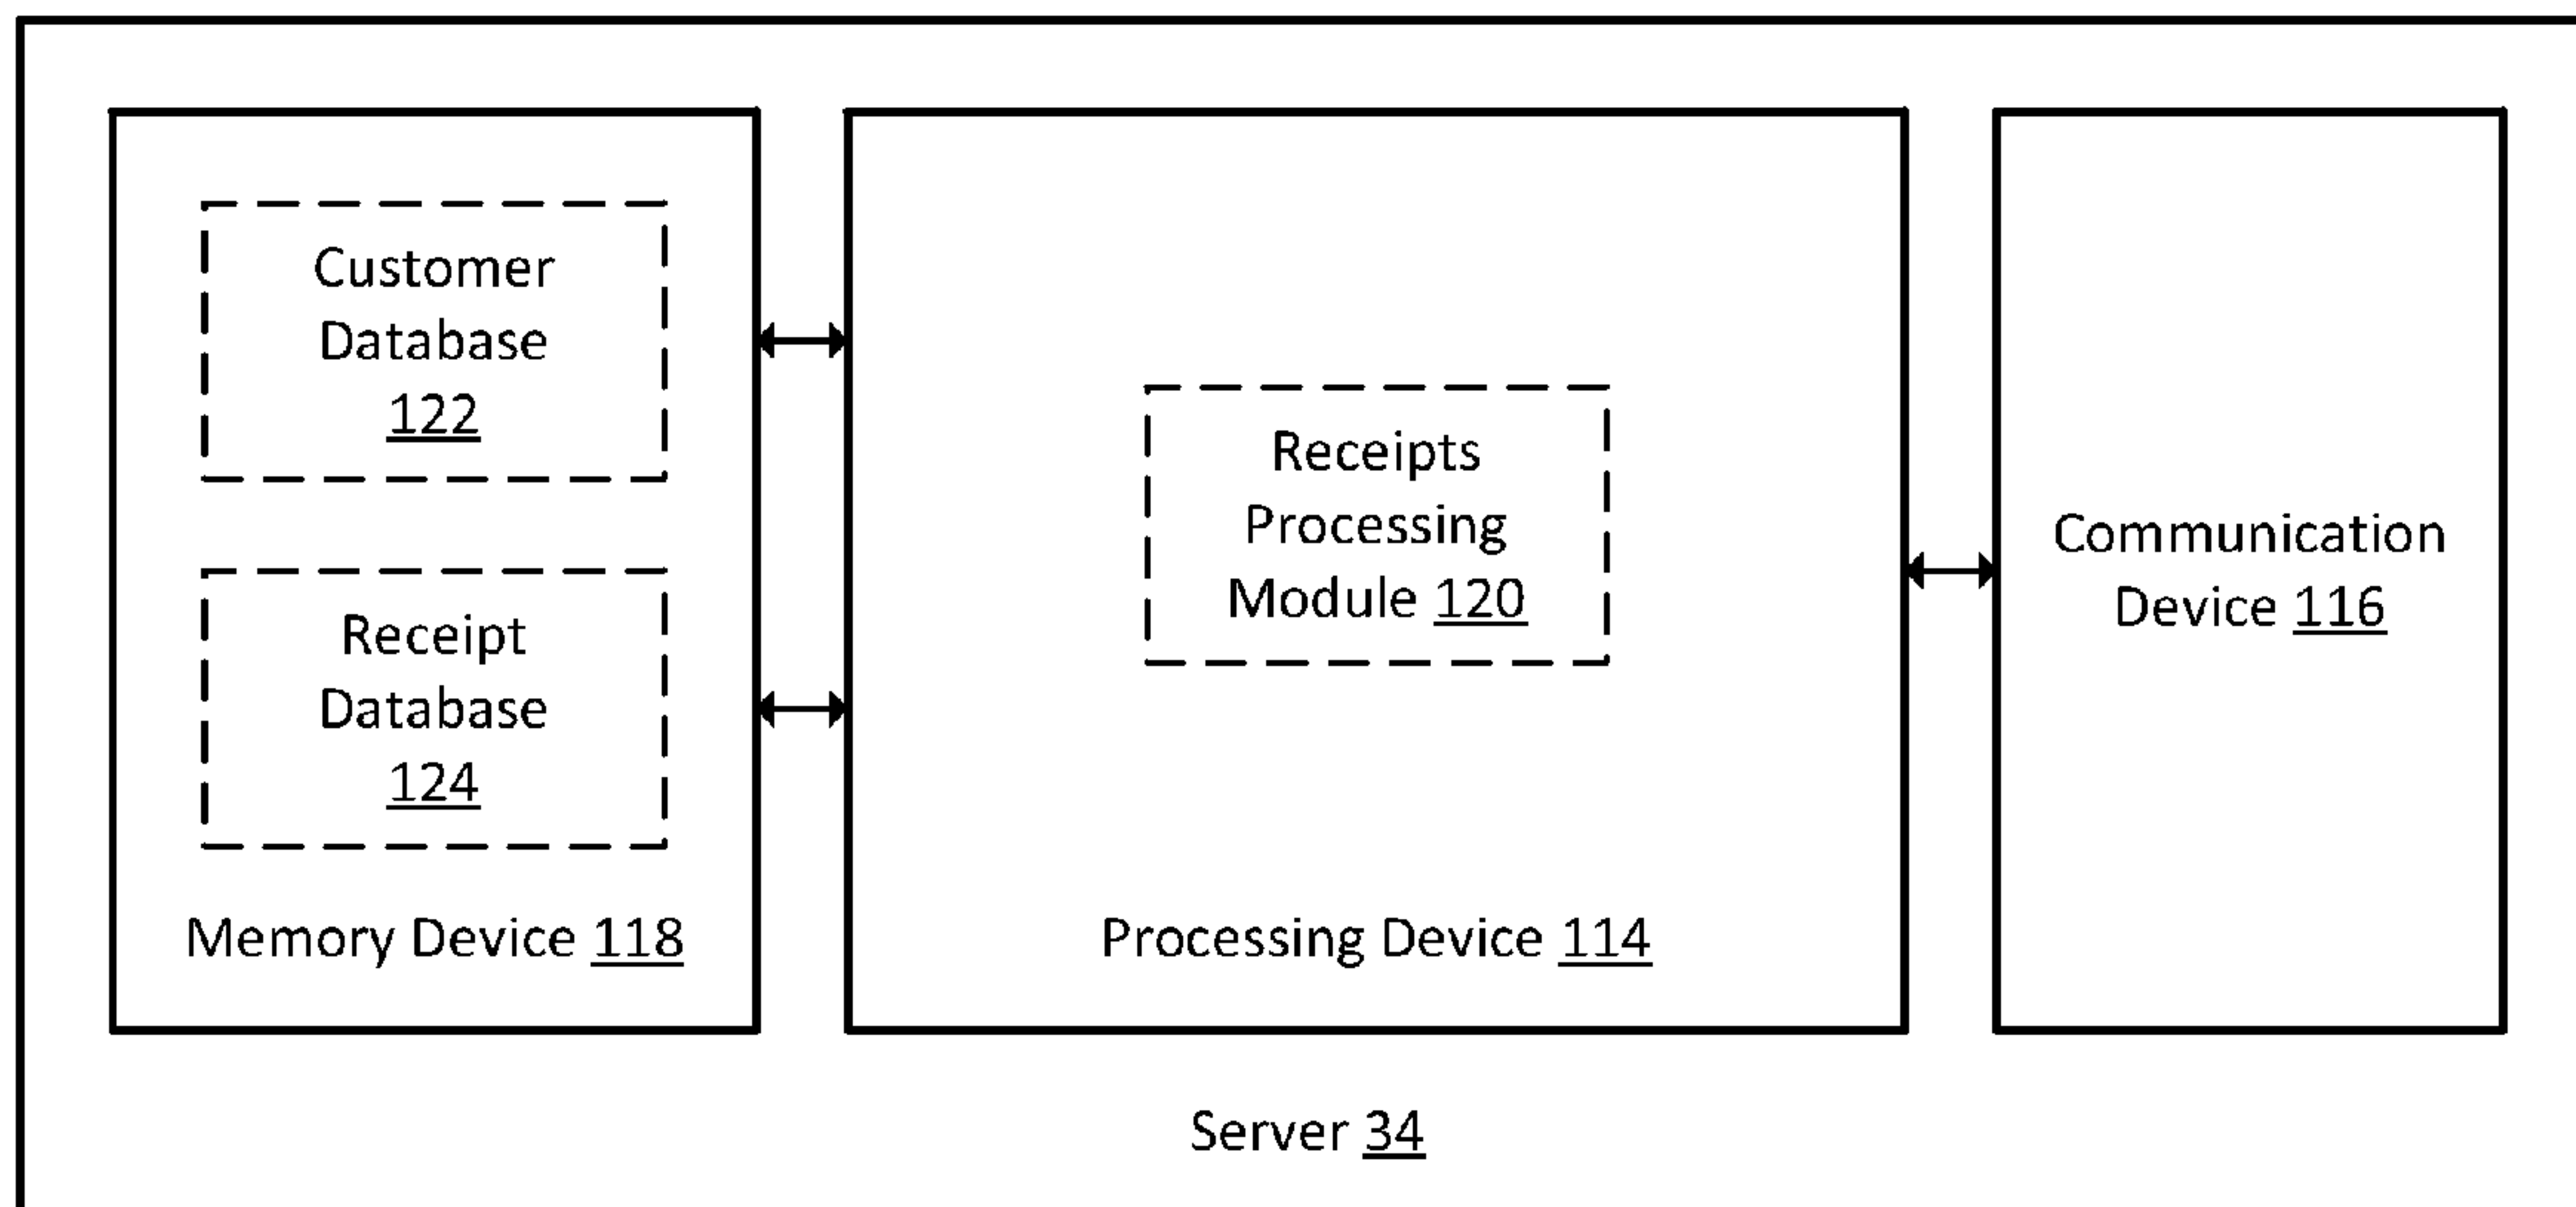 Customer
Database
122
Receipt
Database
124
Memory Device 118
Receipts
Processing
Module 120
Processing Device 114
Communication
Device 116
Server 34